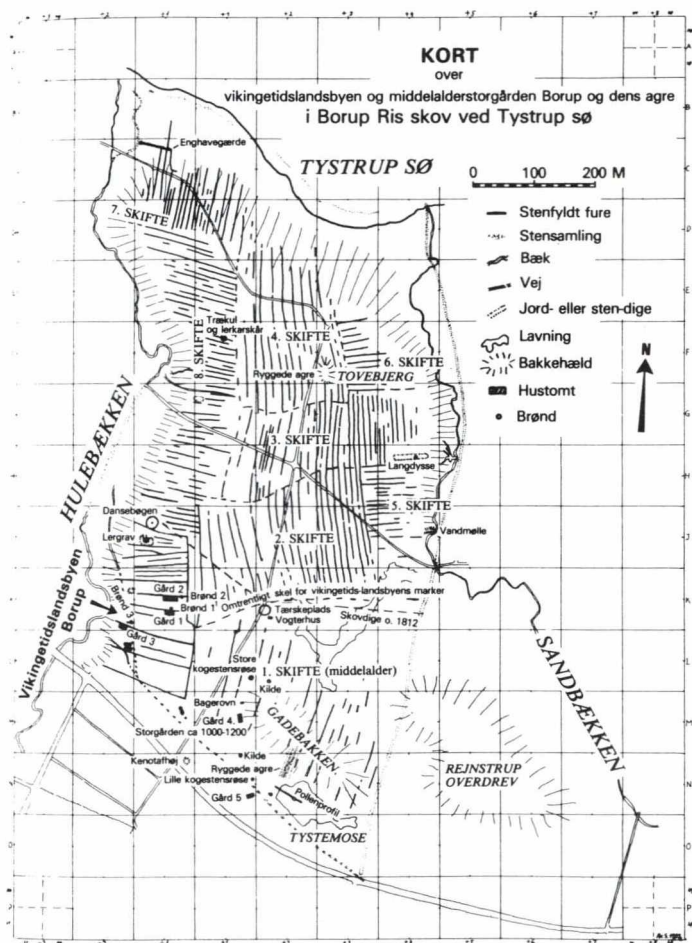 KORT
over
vikingetidslandsbyen og middelalderstorgården Borup og dens agre
i Borup Ris skov ved Tystrup sø
TYSTRUP SØ
0 100 200 M
Stenfyldt fure
Stensamling
Bæk
Vej
Jord- eller sten-dige
Lavning
Bakkehæld
Hustomt
Brønd
N
Enghavegærde
7. SKIFTE
Trækul
og lerkarskår
8. SKIFTE
4. SKIFTE
6. SKIFTE
Ryggede agre
TOVEBJERG
3. SKIFTE
Langdysse
5. SKIFTE
HULEBÆKKEN
Dansebøgen
Lergrav
2. SKIFTE
Vandmølle
Vikingetidslandsbyen
Borup
Gård 2
Brønd 2
Brønd 1
Gård 1
Brønd 3
Gård 3
Omtrentligt skel for vikingetids-landsbyens marker
Tærskeplads
Vogterhus
Skovdige o. 1812
SANDBÆKKEN
Store
kogestensrøse
1. SKIFTE (middelalder)
Kilde
Bagerovn
Gård 4.
Storgården ca 1000-1200
GADEBAKKEN
Kenotafhøj
Kilde
Ryggede agre
Lille kogestensrøse
Gård 5
Pollenprofil
TYSTEMOSE
REJNSTRUP
OVERDREV